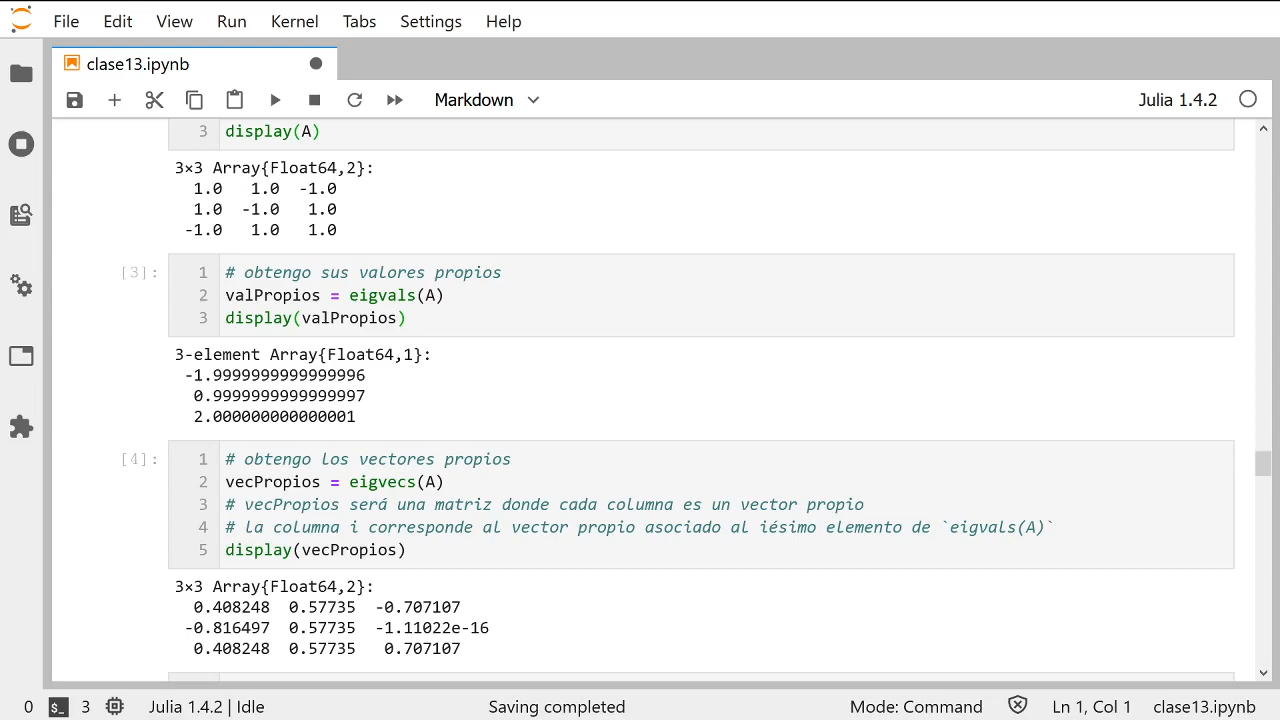 File Edit View Run Kernel Tabs Settings Help
clase13.ipynb
Markdown Julia 1.4.2
3 display(A)
3×3 Array{Float64,2}:
1.0 1.0 -1.0
1.0 -1.0 1.0
-1.0 1.0 1.0
[3]: 1 # obtengo sus valores propios
2 valPropios = eigvals(A)
3 display(valPropios)
3-element Array{Float64,1}:
-1.9999999999999996
0.9999999999999997
2.000000000000001
[4]: 1 # obtengo los vectores propios
2 vecPropios = eigvecs(A)
3 # vecPropios será una matriz donde cada columna es un vector propio
4 # la columna i corresponde al vector propio asociado al iésimo elemento de `eigvals(A)`
5 display(vecPropios)
3×3 Array{Float64,2}:
0.408248 0.57735 -0.707107
-0.816497 0.57735 -1.11022e-16
0.408248 0.57735 0.707107
0 $_ 3 Julia 1.4.2 | Idle Saving completed Mode: Command Ln 1, Col 1 clase13.ipynb